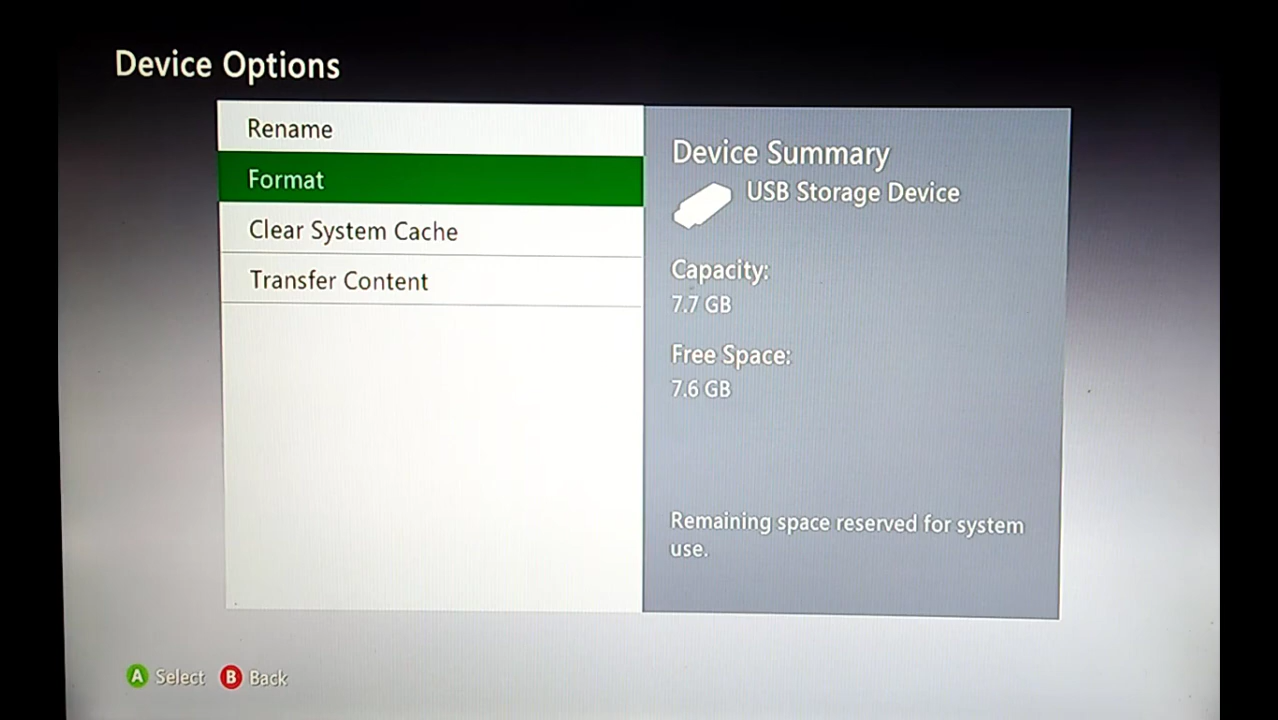 Device Options
Rename
Format
Clear System Cache
Transfer Content
Device Summary
USB Storage Device
Capacity:
7.7 GB
Free Space:
7.6 GB
Remaining space reserved for system
use.
A Select B Back